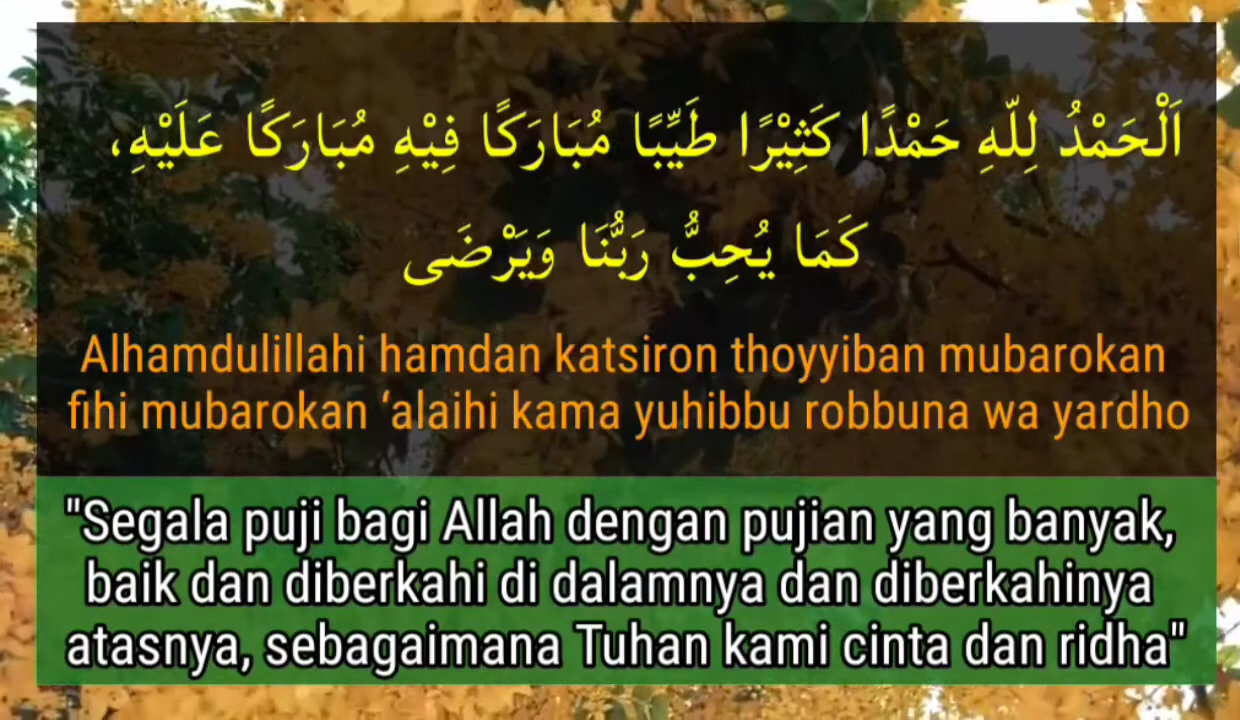 اَلْحَمْدُ لِلّٰهِ حَمْدًا كَثِيْرًا طَيِّبًا مُبَارَكًا فِيْهِ مُبَارَكًا عَلَيْهِ،
كَمَا يُحِبُّ رَبُّنَا وَيَرْضَى
Alhamdulillahi hamdan katsiron thoyyiban mubarokan
fihi mubarokan ‘alaihi kama yuhibbu robbuna wa yardho
"Segala puji bagi Allah dengan pujian yang banyak,
baik dan diberkahi di dalamnya dan diberkahinya
atasnya, sebagaimana Tuhan kami cinta dan ridha"